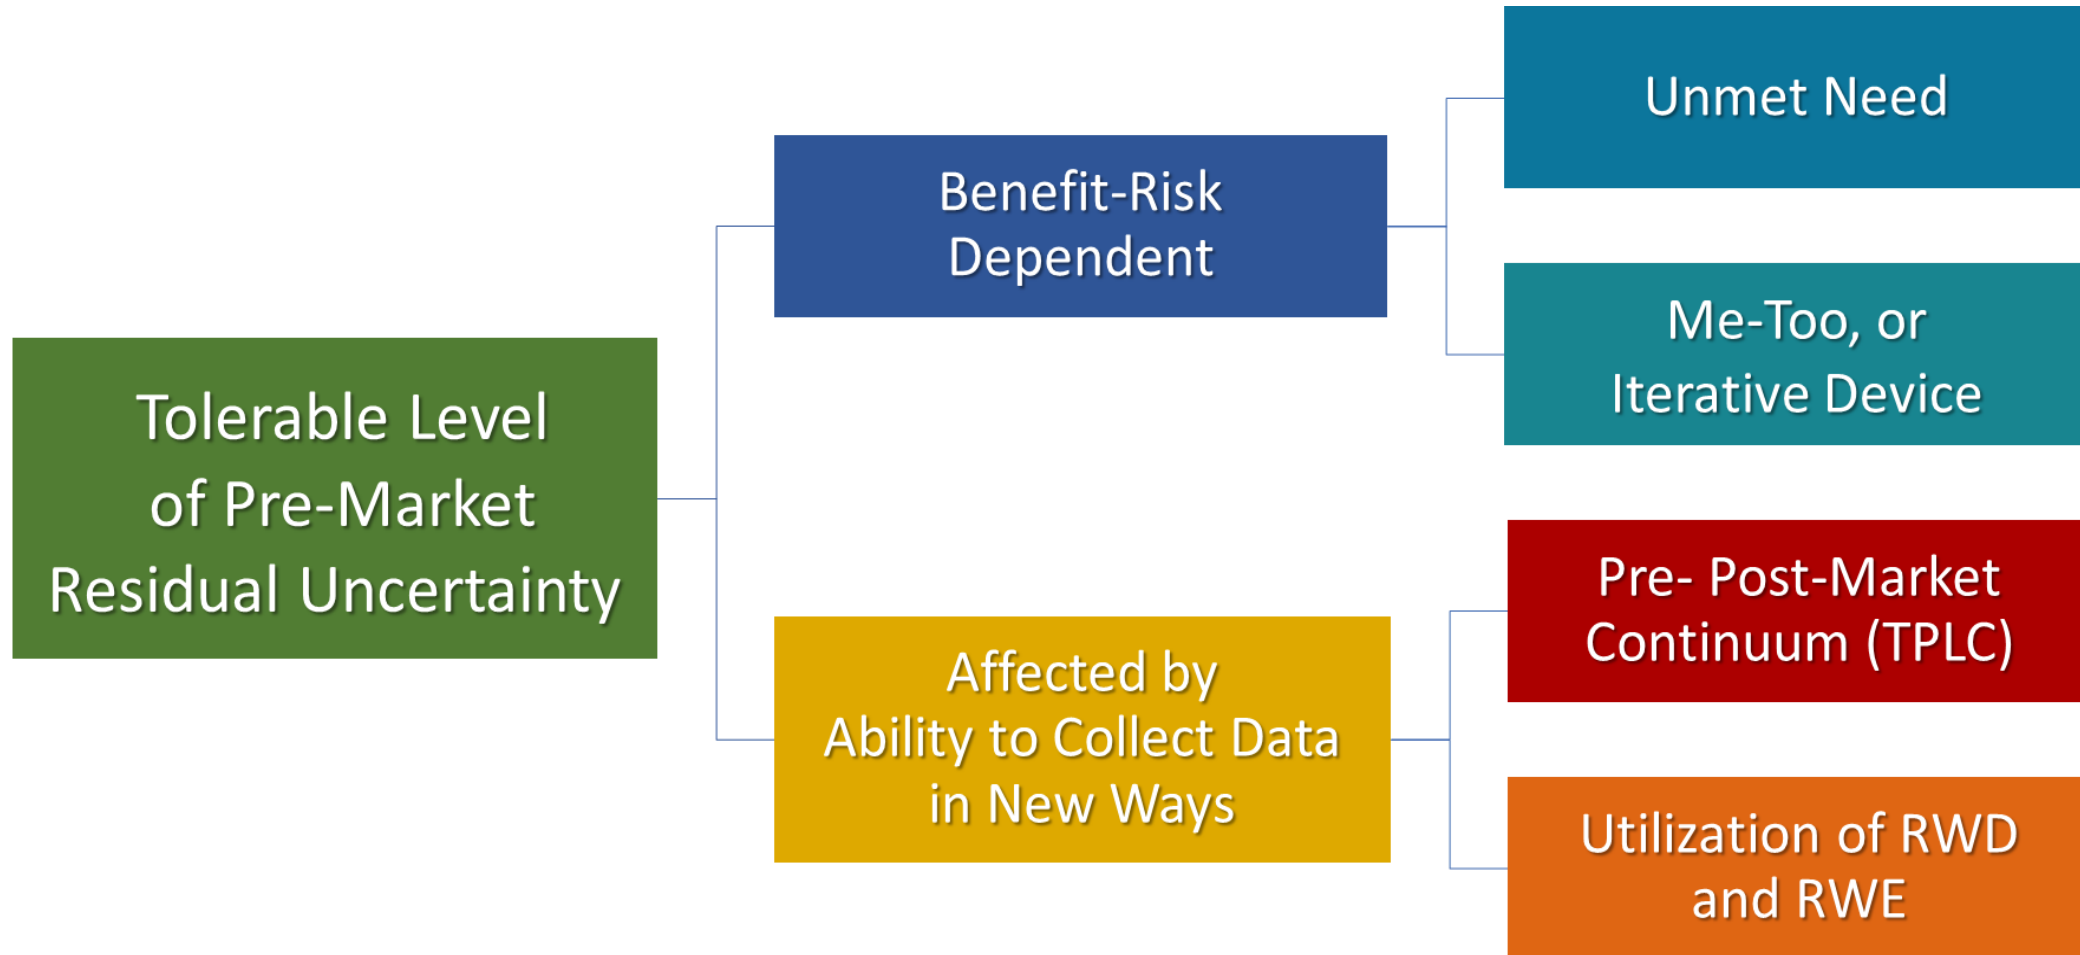 Tolerable Level
of Pre-Market
Residual Uncertainty
Benefit-Risk
Dependent
Unmet Need
Me-Too, or
Iterative Device
Affected by
Ability to Collect Data
in New Ways
Pre- Post-Market
Continuum (TPLC)
Utilization of RWD
and RWE